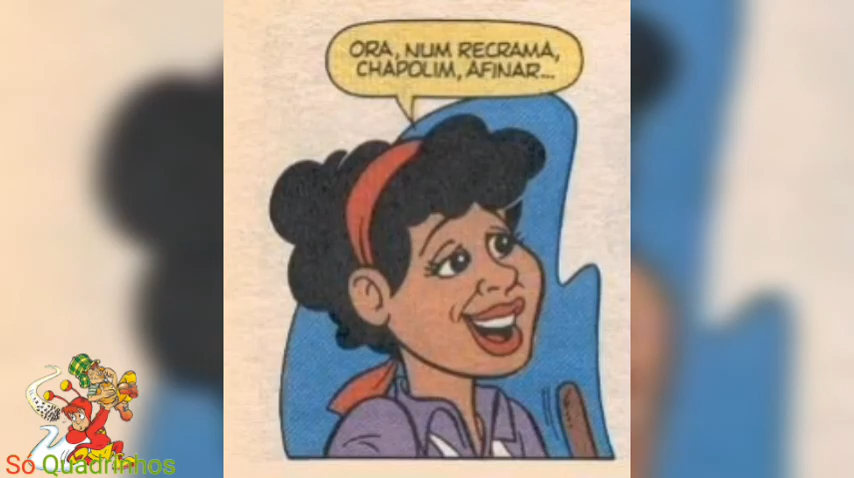 ORA, NUM RECRAMA,
CHAPOLIM, AFINAR...
Só Quadrinhos